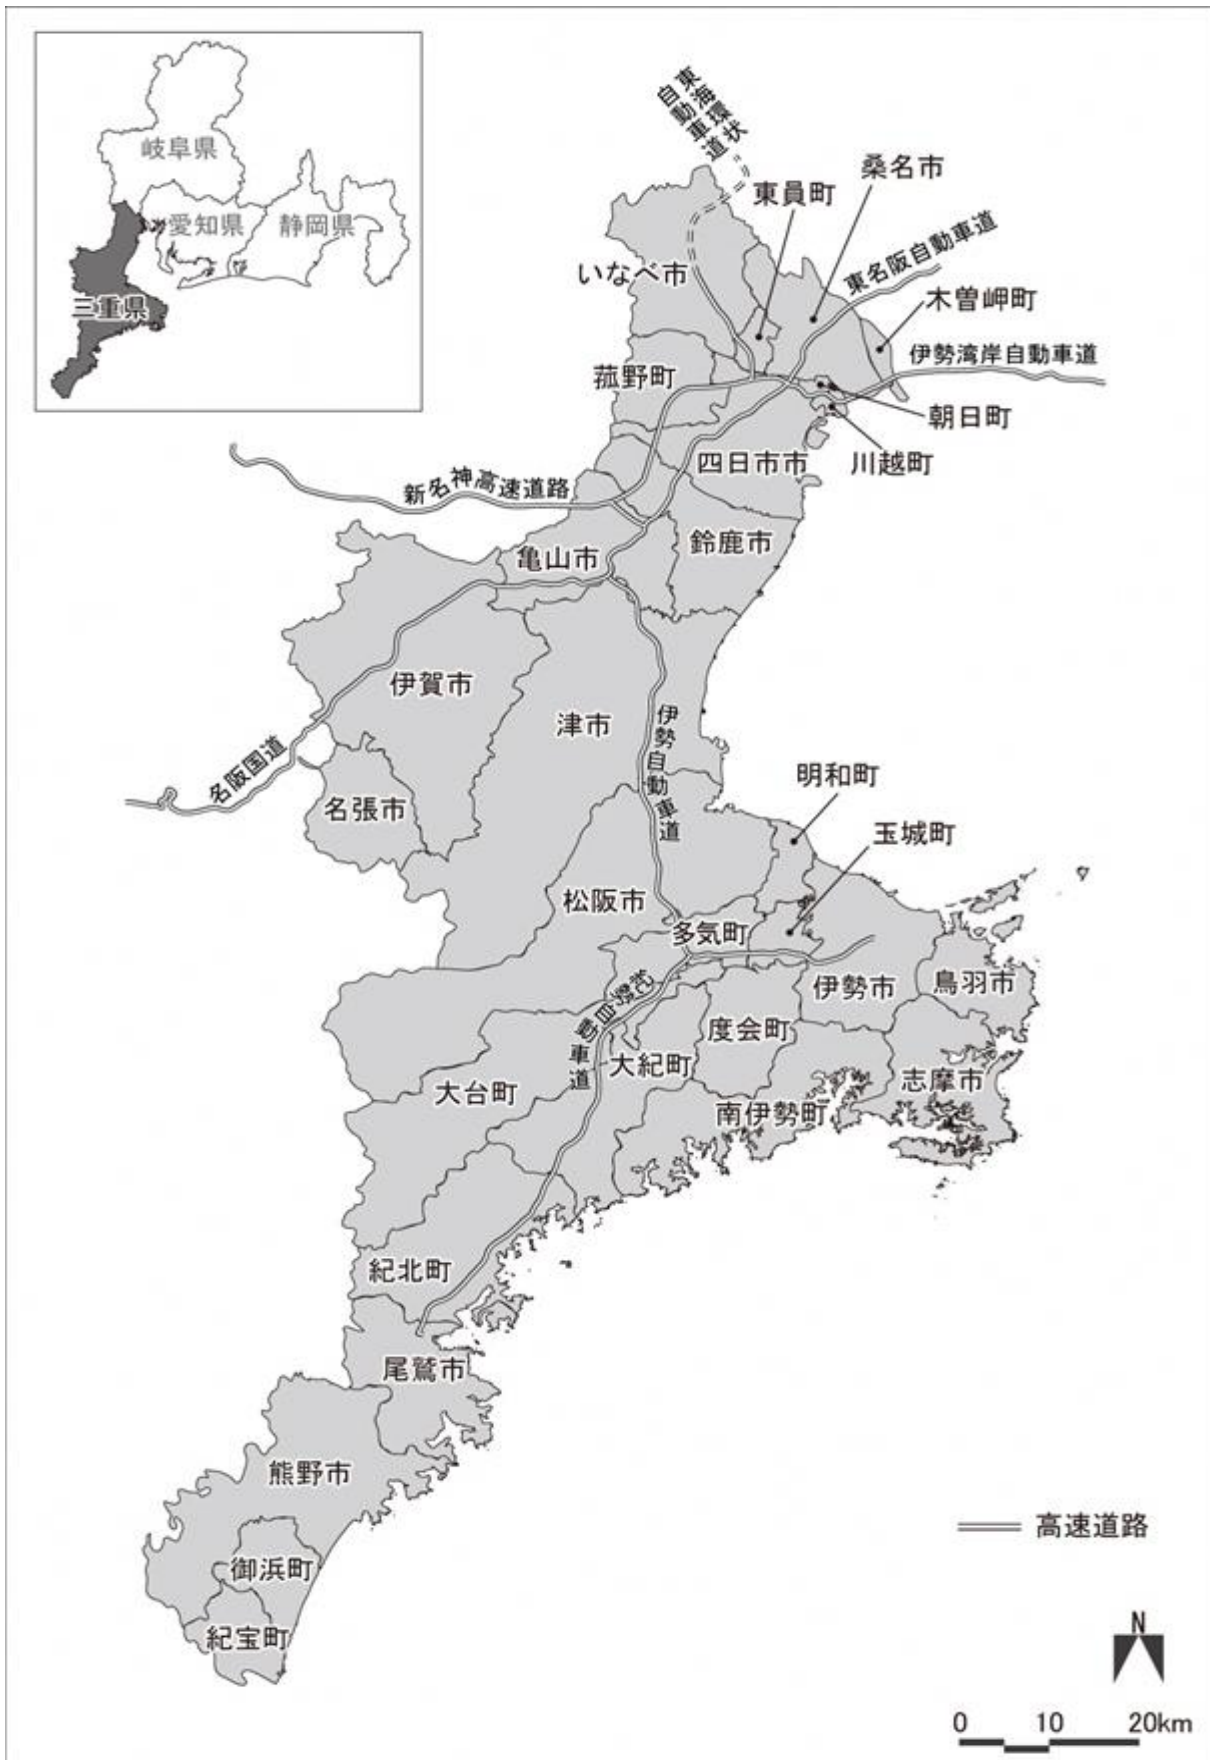 岐阜県
愛知県
静岡県
三重県
東海環状
自動車道
桑名市
東員町
東名阪自動車道
いなべ市
木曽岬町
伊勢湾岸自動車道
菰野町
朝日町
川越町
四日市市
新名神高速道路
鈴鹿市
亀山市
伊賀市
津市
伊勢自動車道
名阪国道
名張市
明和町
玉城町
松阪市
多気町
伊勢市
鳥羽市
紀勢自動車道
度会町
大紀町
志摩市
大台町
南伊勢町
紀北町
尾鷲市
熊野市
高速道路
御浜町
紀宝町
N
0 10 20km